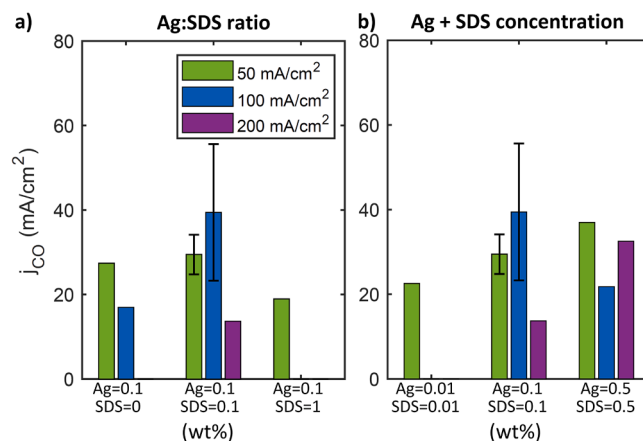 a)
Ag:SDS ratio
80
60
40
20
0
j_CO (mA/cm²)
50 mA/cm²
100 mA/cm²
200 mA/cm²
Ag=0.1
SDS=0
Ag=0.1
SDS=0.1
Ag=0.1
SDS=1
(wt%)
b)
Ag + SDS concentration
80
60
40
20
0
Ag=0.01
SDS=0.01
Ag=0.1
SDS=0.1
Ag=0.5
SDS=0.5
(wt%)